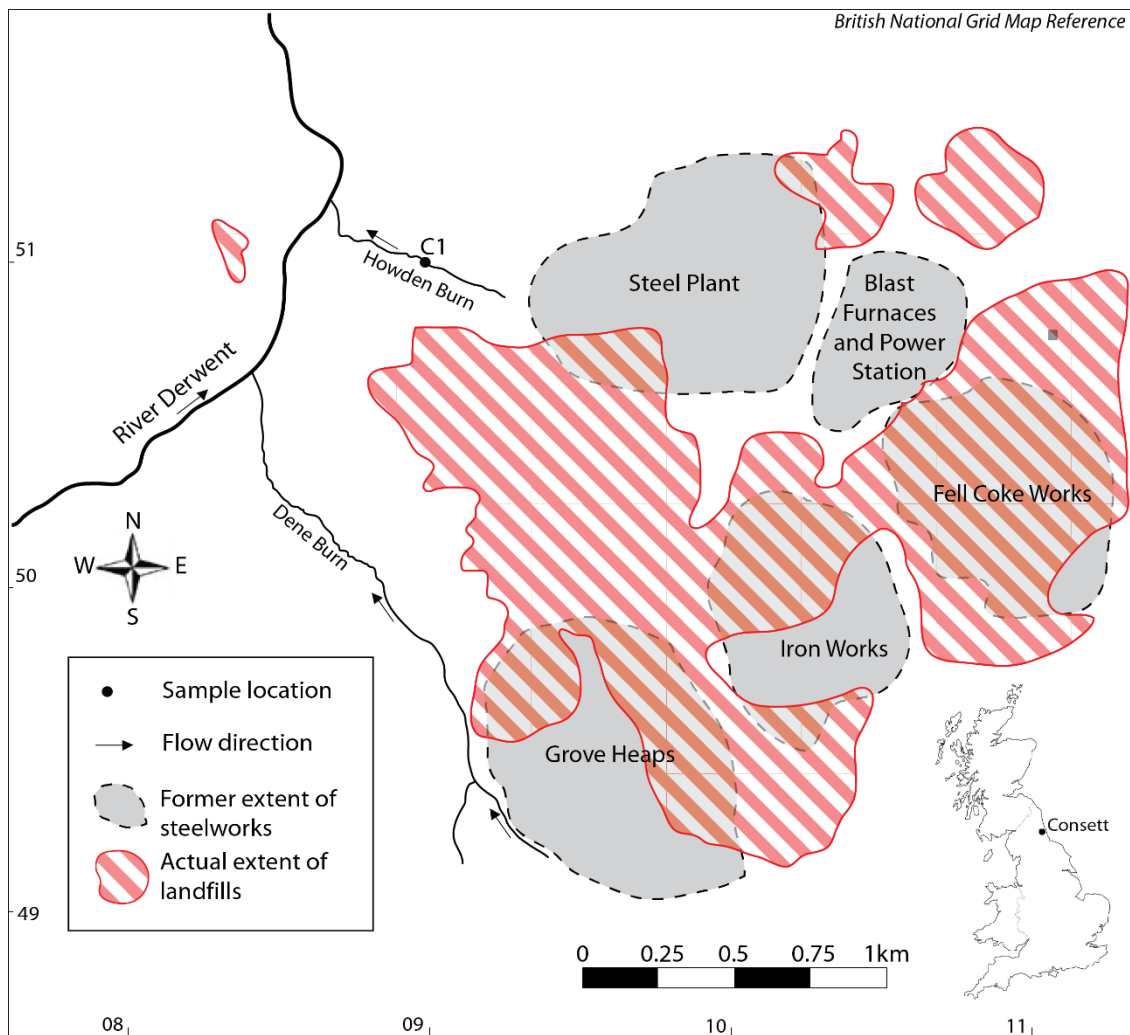 British National Grid Map Reference
51
C1
Howden Burn
Steel Plant
Blast
Furnaces
and Power
Station
River Derwent
Fell Coke Works
Dene Burn
N
W
E
S
50
Iron Works
Grove Heaps
Sample location
Flow direction
Former extent of
steelworks
Actual extent of
landfills
Consett
49
0 0.25 0.5 0.75 1km
08 09 10 11